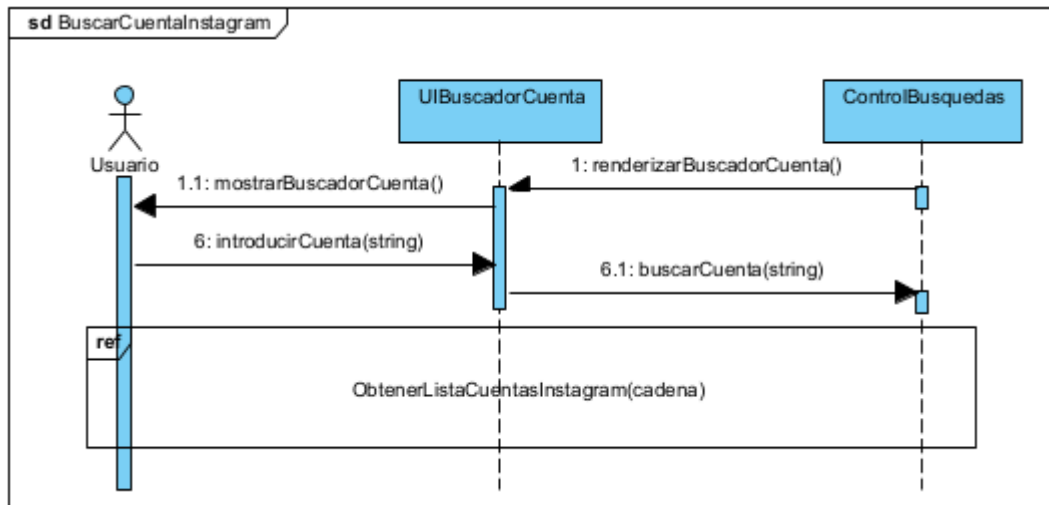 sd BuscarCuentaInstagram
UIBuscadorCuenta
ControlBusquedas
Usuario
1: renderizarBuscadorCuenta()
1.1: mostrarBuscadorCuenta()
6: introducirCuenta(string)
6.1: buscarCuenta(string)
ref
ObtenerListaCuentasInstagram(cadena)